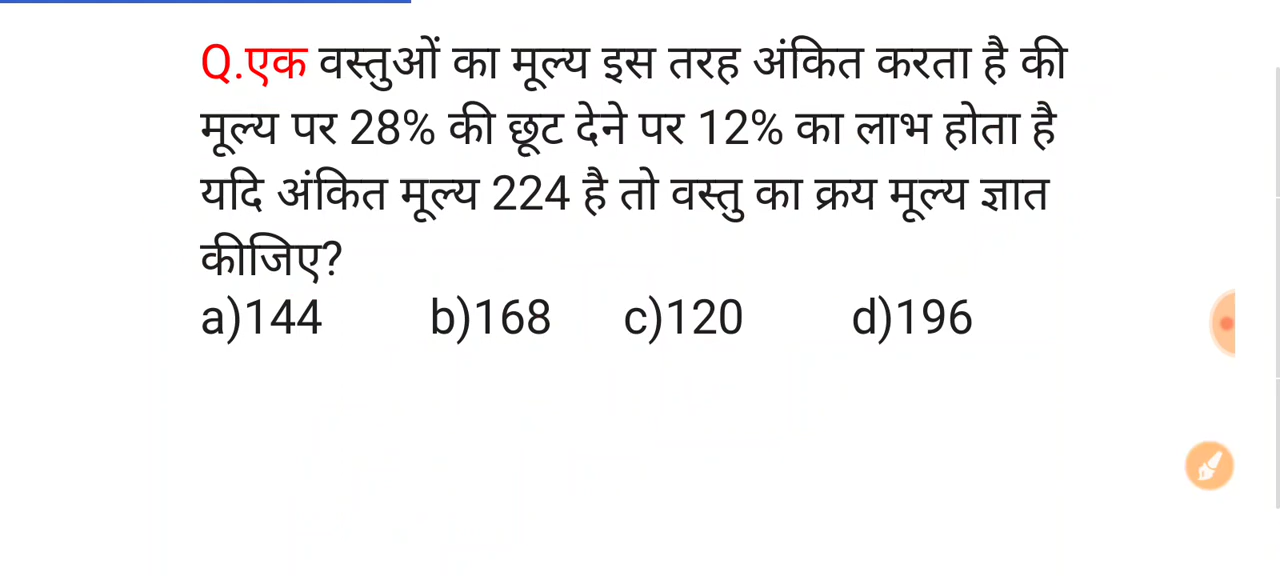 Q.एक वस्तुओं का मूल्य इस तरह अंकित करता है की
मूल्य पर 28% की छूट देने पर 12% का लाभ होता है
यदि अंकित मूल्य 224 है तो वस्तु का क्रय मूल्य ज्ञात
कीजिए?
a)144 b)168 c)120 d)196